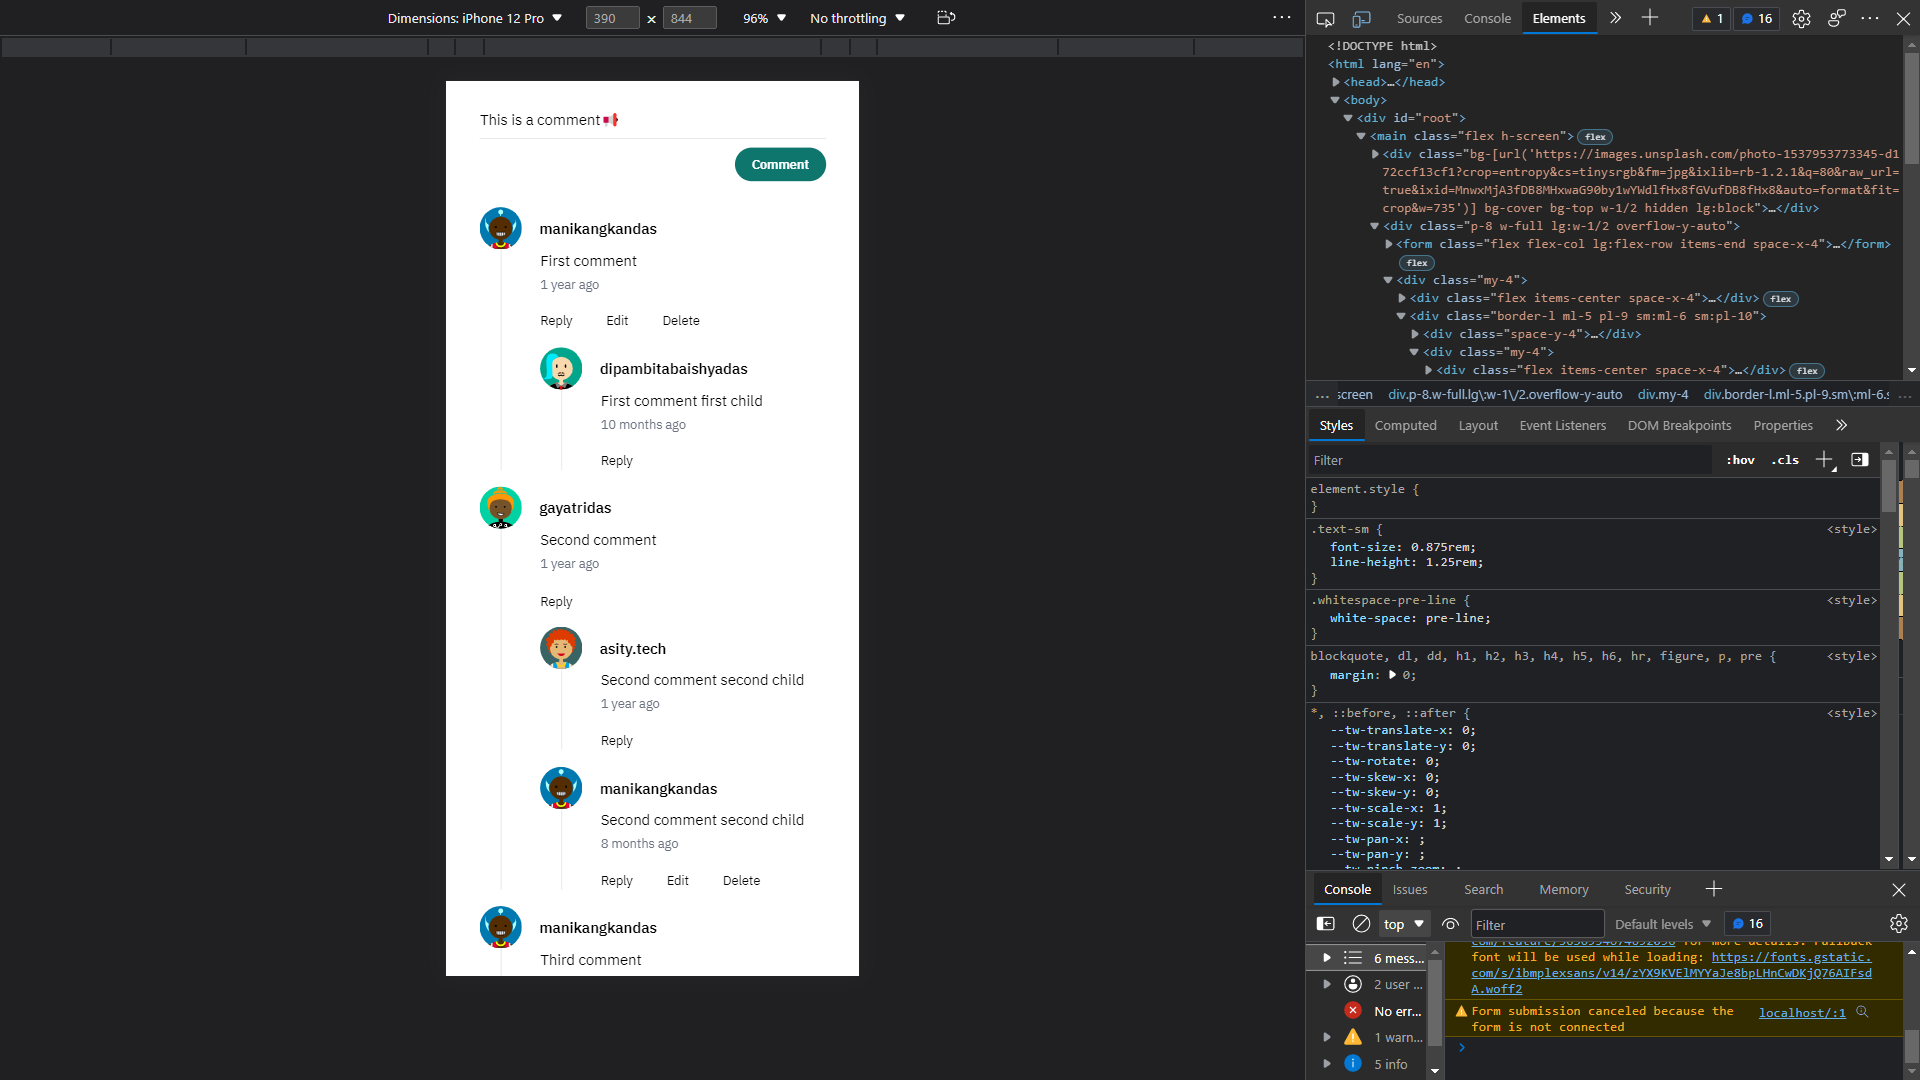 Dimensions: iPhone 12 Pro
390 x 844
96%
No throttling
This is a comment
Comment
manikangkandas
First comment
1 year ago
Reply Edit Delete
dipambitabaishyadas
First comment first child
10 months ago
Reply
gayatridas
Second comment
1 year ago
Reply
asity.tech
Second comment second child
1 year ago
Reply
manikangkandas
Second comment second child
8 months ago
Reply Edit Delete
manikangkandas
Third comment
Sources Console Elements 1 16
<!DOCTYPE html>
<html lang="en">
<head>…</head>
<body>
<div id="root">
<main class="flex h-screen"> flex
<div class="bg-[url('https://images.unsplash.com/photo-1537953773345-d1
72ccf13cf1?crop=entropy&cs=tinysrgb&fm=jpg&ixlib=rb-1.2.1&q=80&raw_url=
true&ixid=MnwxMjA3fDB8MHxwaG90by1wYWdlfHx8fGVufDB8fHx8&auto=format&fit=
crop&w=735')] bg-cover bg-top w-1/2 hidden lg:block">…</div>
<div class="p-8 w-full lg:w-1/2 overflow-y-auto">
<form class="flex flex-col lg:flex-row items-end space-x-4">…</form>
flex
<div class="my-4">
<div class="flex items-center space-x-4">…</div> flex
<div class="border-l ml-5 pl-9 sm:ml-6 sm:pl-10">
<div class="space-y-4">…</div>
<div class="my-4">
<div class="flex items-center space-x-4">…</div> flex
… screen div.p-8.w-full.lg\:w-1\/2.overflow-y-auto div.my-4 div.border-l.ml-5.pl-9.sm\:ml-6.s …
Styles Computed Layout Event Listeners DOM Breakpoints Properties
Filter :hov .cls
element.style {
}
.text-sm { <style>
font-size: 0.875rem;
line-height: 1.25rem;
}
.whitespace-pre-line { <style>
white-space: pre-line;
}
blockquote, dl, dd, h1, h2, h3, h4, h5, h6, hr, figure, p, pre { <style>
margin: 0;
}
*, ::before, ::after { <style>
--tw-translate-x: 0;
--tw-translate-y: 0;
--tw-rotate: 0;
--tw-skew-x: 0;
--tw-skew-y: 0;
--tw-scale-x: 1;
--tw-scale-y: 1;
--tw-pan-x: ;
--tw-pan-y: ;
--tw-pinch-zoom: ;
Console Issues Search Memory Security
top Filter Default levels 16
6 mess...
2 user ...
No err...
1 warn...
5 info
for more details. Fallback
font will be used while loading: https://fonts.gstatic.
com/s/ibmplexsans/v14/zYX9KVElMYYaJe8bpLHnCwDKjQ76AIFsd
A.woff2
Form submission canceled because the localhost/:1
form is not connected